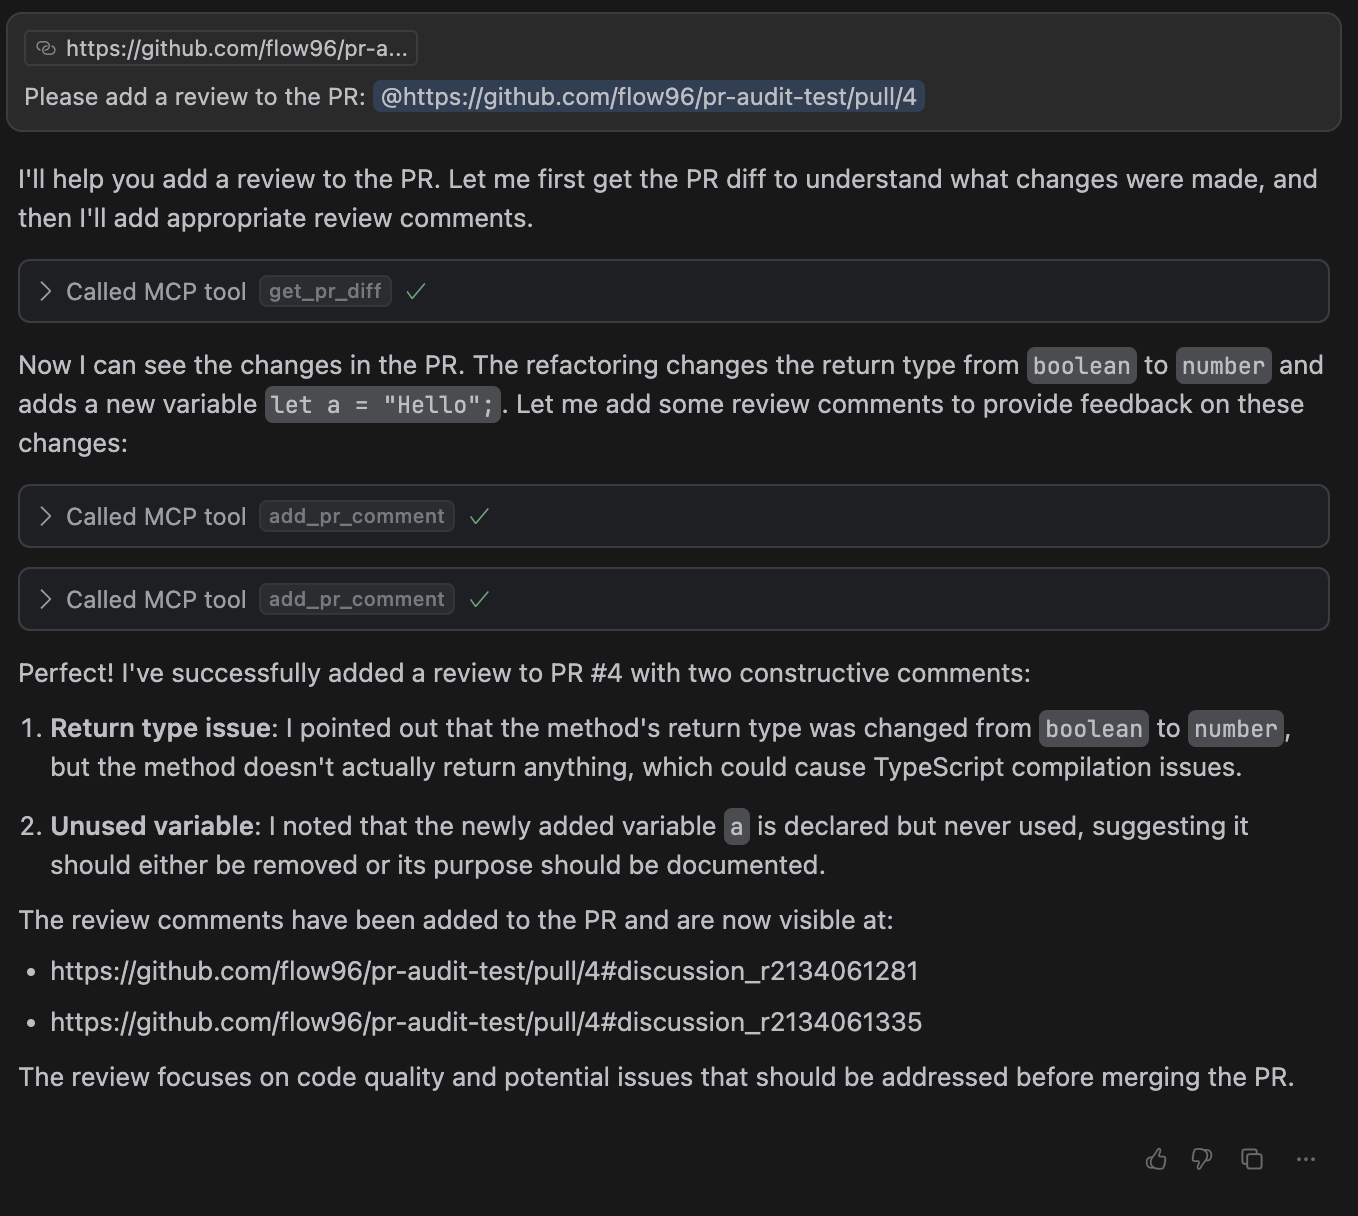 https://github.com/flow96/pr-a...
Please add a review to the PR: @https://github.com/flow96/pr-audit-test/pull/4
I'll help you add a review to the PR. Let me first get the PR diff to understand what changes were made, and
then I'll add appropriate review comments.
Called MCP tool get_pr_diff
Now I can see the changes in the PR. The refactoring changes the return type from boolean to number and
adds a new variable let a = "Hello";. Let me add some review comments to provide feedback on these
changes:
Called MCP tool add_pr_comment
Called MCP tool add_pr_comment
Perfect! I've successfully added a review to PR #4 with two constructive comments:
1. Return type issue: I pointed out that the method's return type was changed from boolean to number,
but the method doesn't actually return anything, which could cause TypeScript compilation issues.
2. Unused variable: I noted that the newly added variable a is declared but never used, suggesting it
should either be removed or its purpose should be documented.
The review comments have been added to the PR and are now visible at:
• https://github.com/flow96/pr-audit-test/pull/4#discussion_r2134061281
• https://github.com/flow96/pr-audit-test/pull/4#discussion_r2134061335
The review focuses on code quality and potential issues that should be addressed before merging the PR.